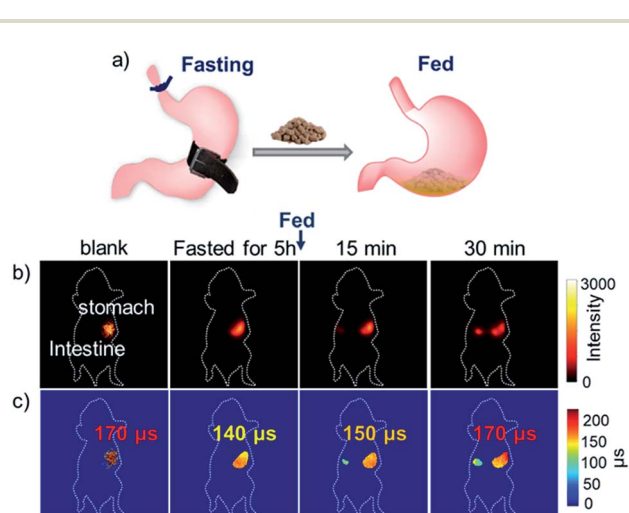 a)
Fasting
Fed
Fed
blank
Fasted for 5h
15 min
30 min
b)
stomach
Intestine
3000
Intensity
0
c)
170 μs
140 μs
150 μs
170 μs
200
150
100
50
0
μs